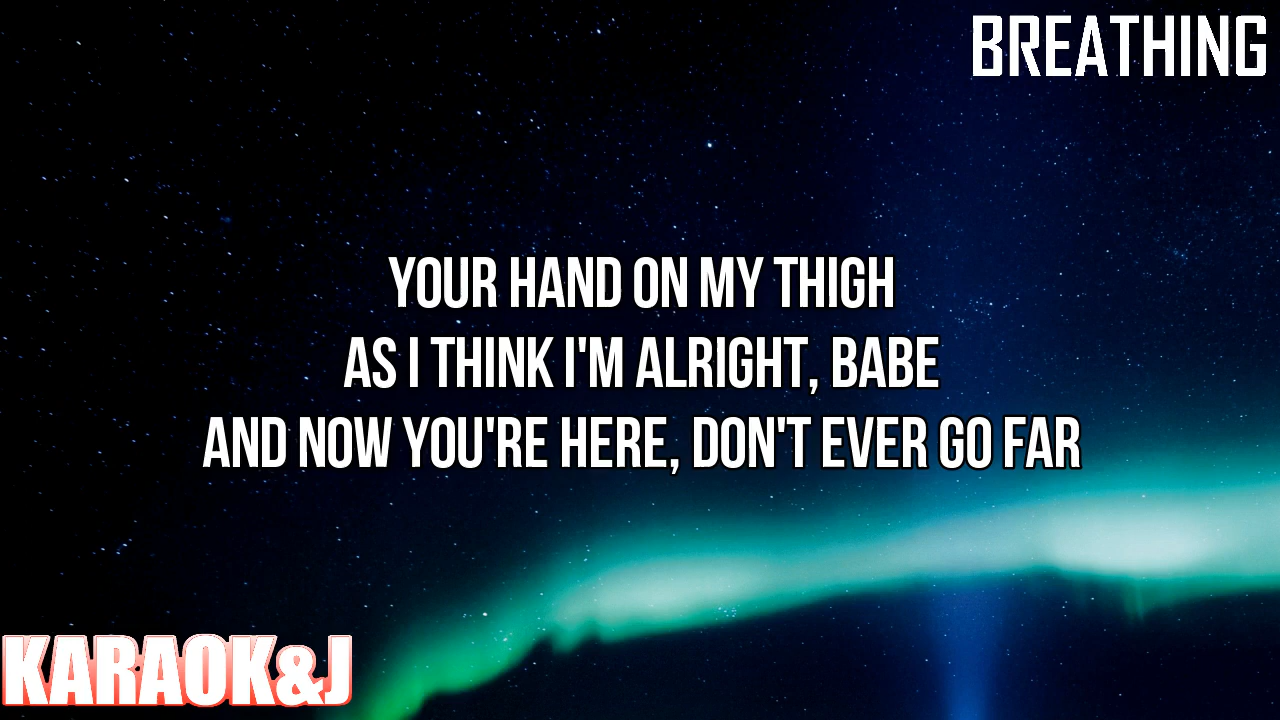 BREATHING
YOUR HAND ON MY THIGH
AS I THINK I'M ALRIGHT, BABE
AND NOW YOU'RE HERE, DON'T EVER GO FAR
KARAOK&J